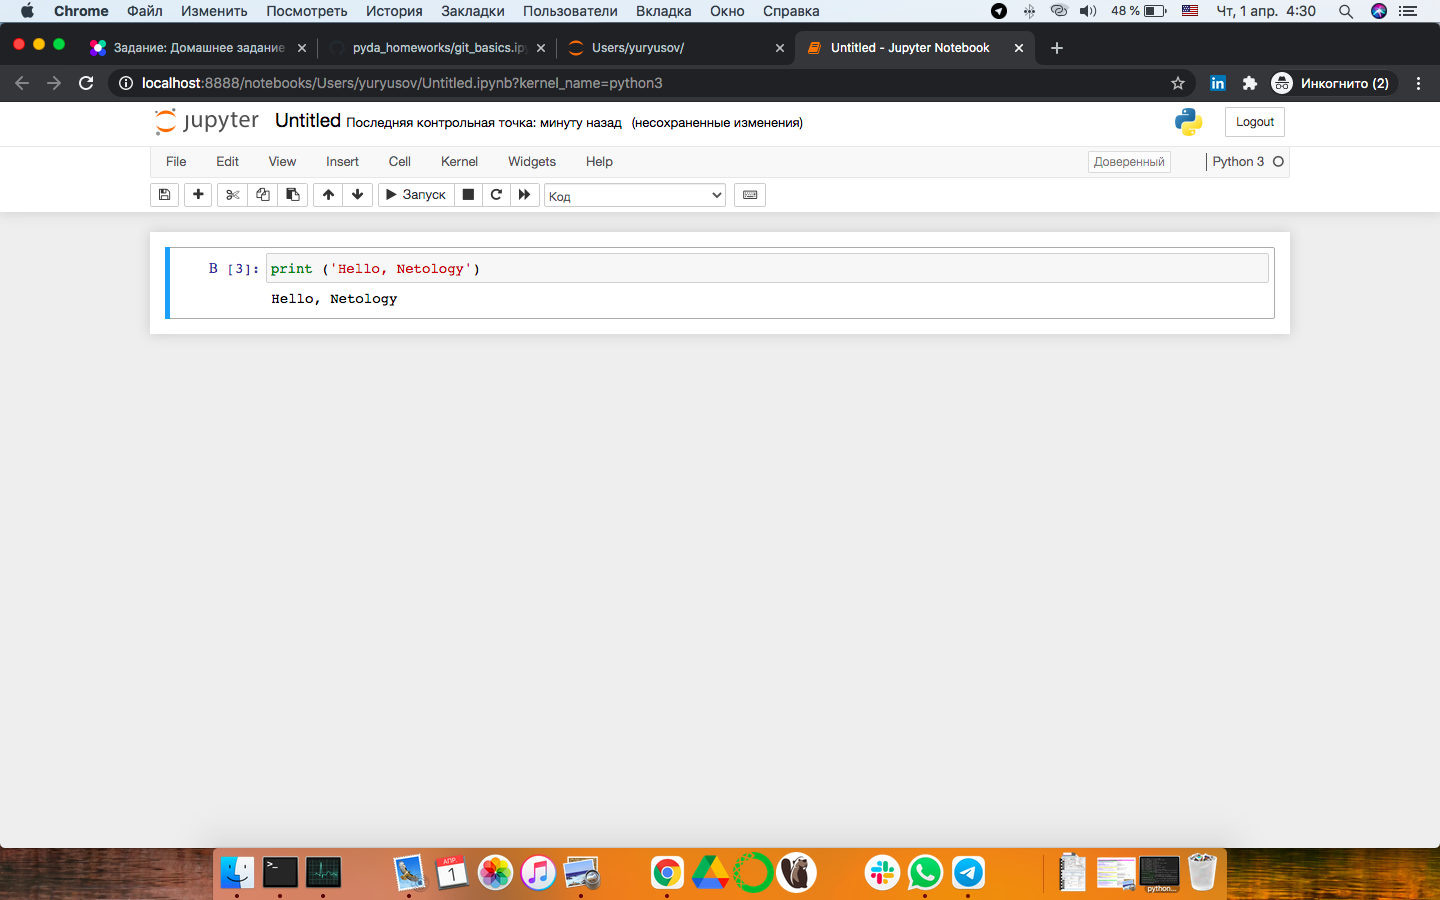 Chrome Файл Изменить Посмотреть История Закладки Пользователи Вкладка Окно Справка 48 % Чт, 1 апр. 4:30
Задание: Домашнее задание pyda_homeworks/git_basics.ipy Users/yuryusov/ Untitled - Jupyter Notebook
localhost:8888/notebooks/Users/yuryusov/Untitled.ipynb?kernel_name=python3 in Инкогнито (2)
jupyter Untitled Последняя контрольная точка: минуту назад (несохраненные изменения) Logout
File Edit View Insert Cell Kernel Widgets Help Доверенный Python 3
Запуск Код
В [3]: print ('Hello, Netology')
Hello, Netology
>_ АПР. 1
python...